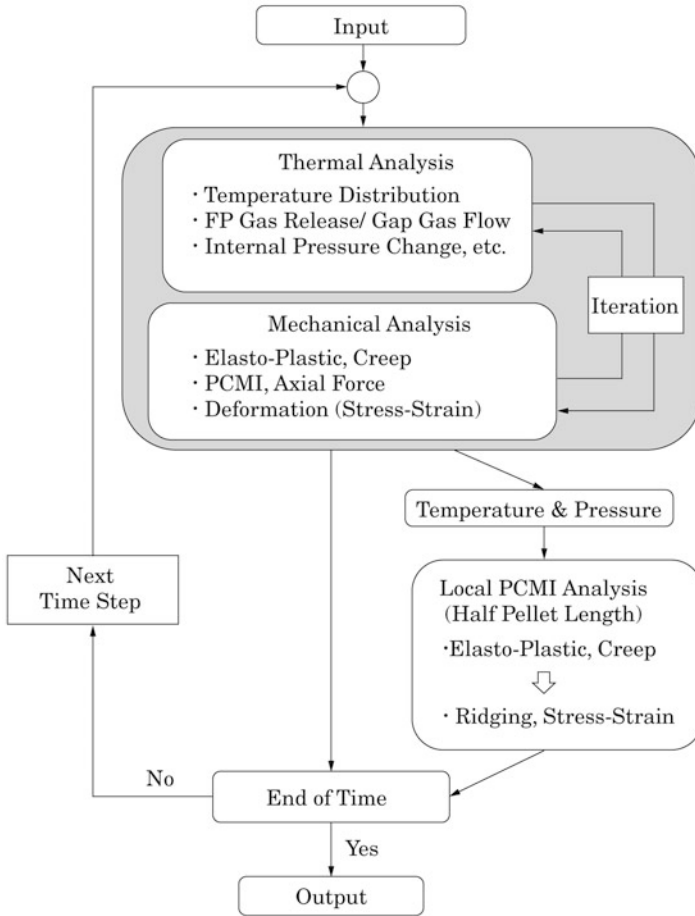 Input
Thermal Analysis
· Temperature Distribution
· FP Gas Release/ Gap Gas Flow
· Internal Pressure Change, etc.
Iteration
Mechanical Analysis
· Elasto-Plastic, Creep
· PCMI, Axial Force
· Deformation (Stress-Strain)
Temperature & Pressure
Next
Time Step
Local PCMI Analysis
(Half Pellet Length)
·Elasto-Plastic, Creep
· Ridging, Stress-Strain
No
End of Time
Yes
Output